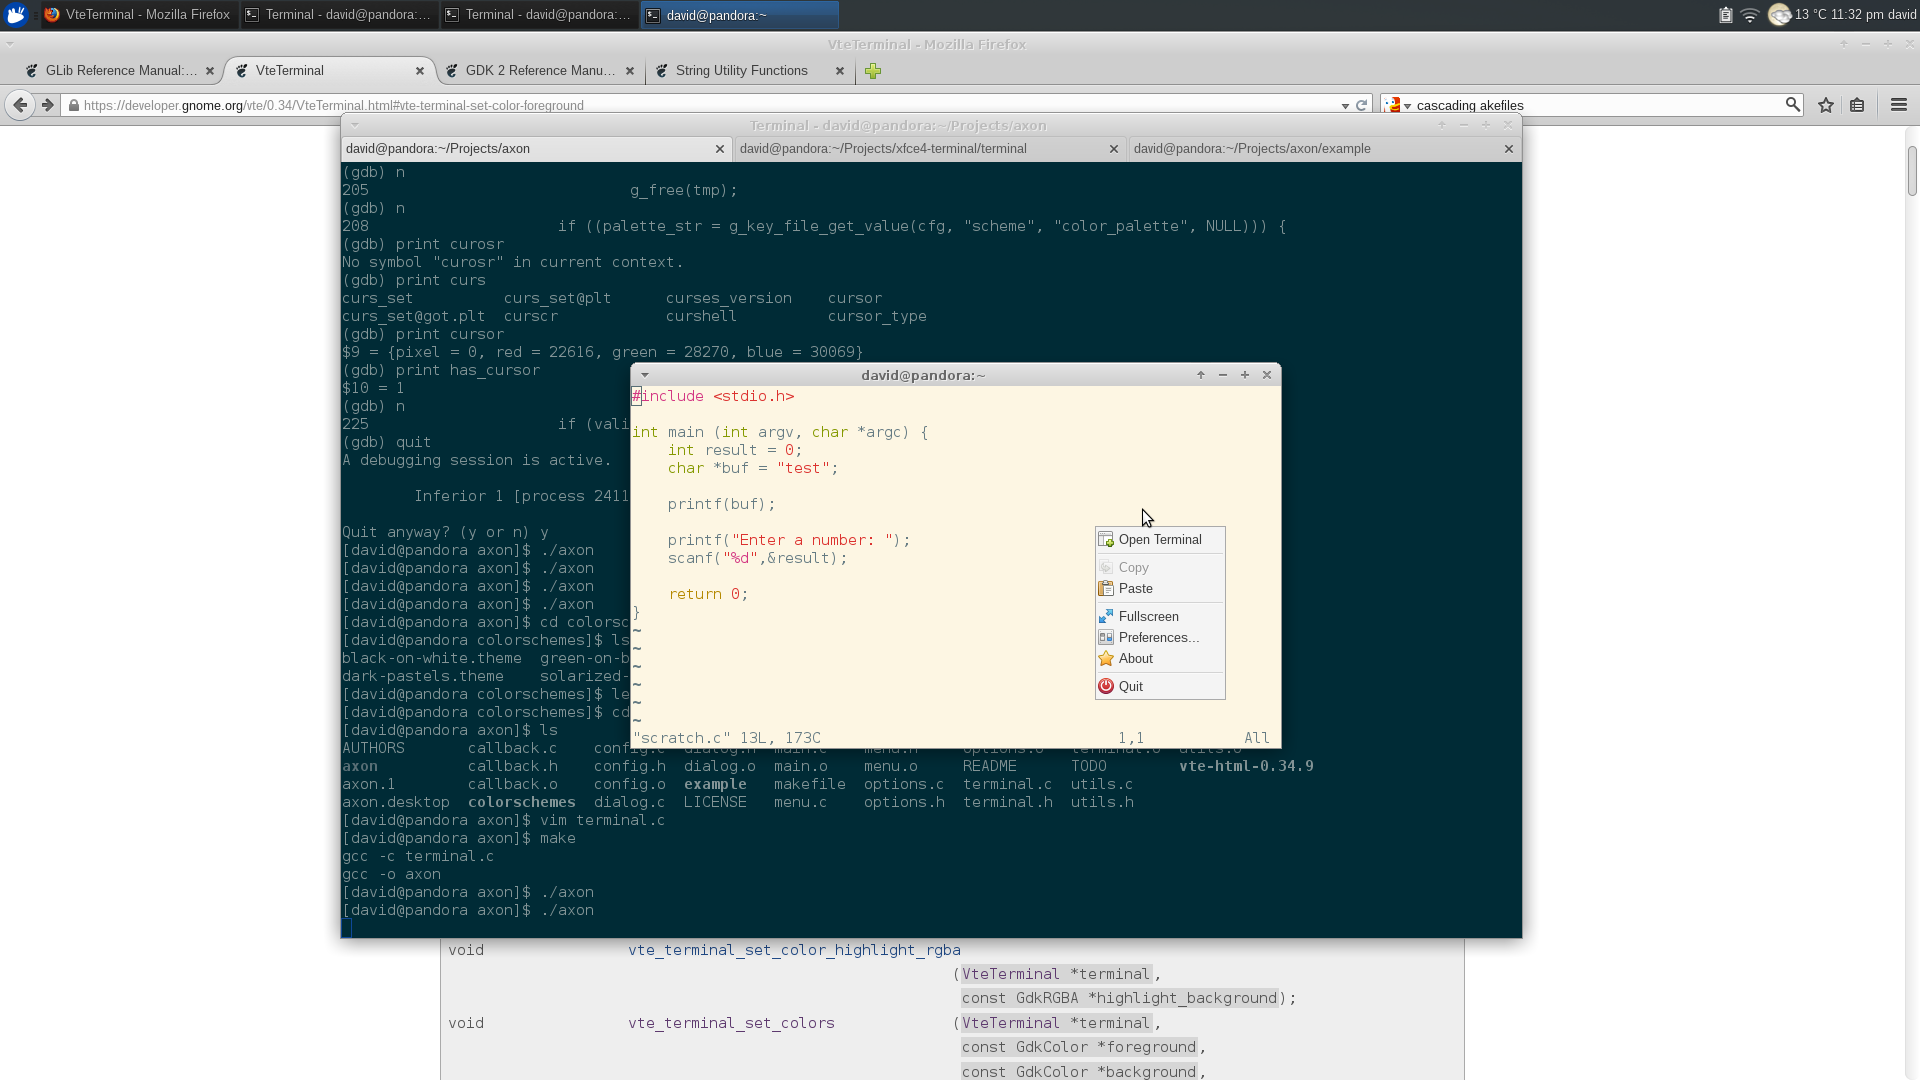 VteTerminal - Mozilla Firefox
Terminal - david@pandora:...
Terminal - david@pandora:...
david@pandora:~
13 °C 11:32 pm david
VteTerminal - Mozilla Firefox
GLib Reference Manual:...
VteTerminal
GDK 2 Reference Manu...
String Utility Functions
https://developer.gnome.org/vte/0.34/VteTerminal.html#vte-terminal-set-color-foreground
cascading akefiles
Terminal - david@pandora:~/Projects/axon
david@pandora:~/Projects/axon
david@pandora:~/Projects/xfce4-terminal/terminal
david@pandora:~/Projects/axon/example
(gdb) n
205                             g_free(tmp);
(gdb) n
208                     if ((palette_str = g_key_file_get_value(cfg, "scheme", "color_palette", NULL))) {
(gdb) print curosr
No symbol "curosr" in current context.
(gdb) print curs
curs_set          curs_set@plt      curses_version    cursor
curs_set@got.plt  curscr            curshell          cursor_type
(gdb) print cursor
$9 = {pixel = 0, red = 22616, green = 28270, blue = 30069}
(gdb) print has_cursor
$10 = 1
(gdb) n
225                     if (vali
(gdb) quit
A debugging session is active.
Inferior 1 [process 2411
Quit anyway? (y or n) y
[david@pandora axon]$ ./axon
[david@pandora axon]$ ./axon
[david@pandora axon]$ ./axon
[david@pandora axon]$ ./axon
[david@pandora axon]$ cd colorsc
[david@pandora colorschemes]$ ls
black-on-white.theme  green-on-b
dark-pastels.theme    solarized-
[david@pandora colorschemes]$ le
[david@pandora colorschemes]$ cd
[david@pandora axon]$ ls
AUTHORS       callback.c    config.c  dialog.h  main.c    menu.h     options.o  terminal.o  utils.o
axon          callback.h    config.h  dialog.o  main.o    menu.o     README      TODO        vte-html-0.34.9
axon.1        callback.o    config.o  example   makefile  options.c  terminal.c  utils.c
axon.desktop  colorschemes  dialog.c  LICENSE   menu.c    options.h  terminal.h  utils.h
[david@pandora axon]$ vim terminal.c
[david@pandora axon]$ make
gcc -c terminal.c
gcc -o axon
[david@pandora axon]$ ./axon
[david@pandora axon]$ ./axon
david@pandora:~
#include <stdio.h>
int main (int argv, char *argc) {
    int result = 0;
    char *buf = "test";
    printf(buf);
    printf("Enter a number: ");
    scanf("%d",&result);
    return 0;
}
~
~
~
~
~
~
"scratch.c" 13L, 173C                                 1,1           All
Open Terminal
Copy
Paste
Fullscreen
Preferences...
About
Quit
void                vte_terminal_set_color_highlight_rgba
(VteTerminal *terminal,
const GdkRGBA *highlight_background);
void                vte_terminal_set_colors             (VteTerminal *terminal,
const GdkColor *foreground,
const GdkColor *background,